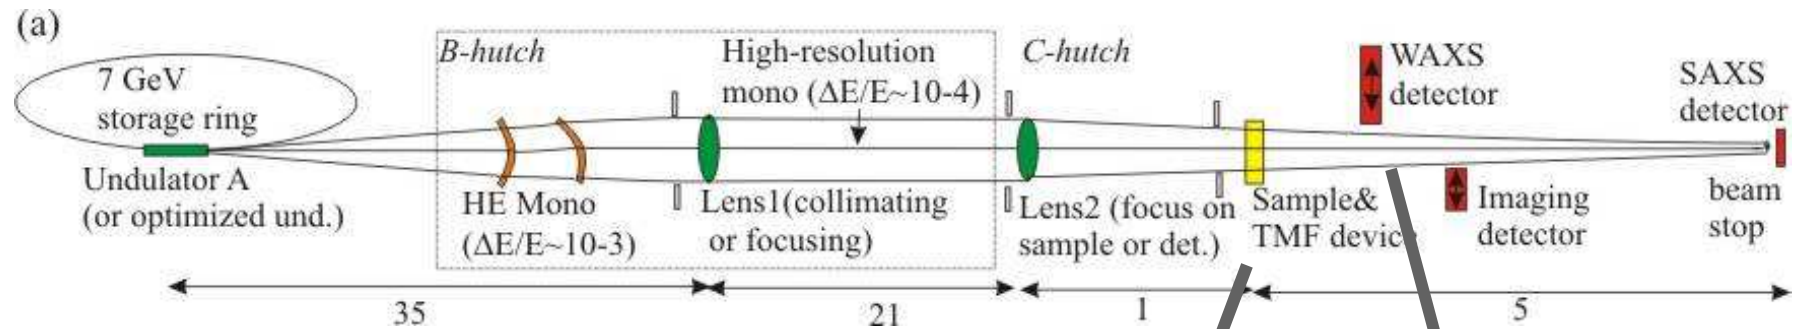 (a)
7 GeV
storage ring
Undulator A
(or optimized und.)
B-hutch
HE Mono
(ΔE/E~10-3)
High-resolution
mono (ΔE/E~10-4)
Lens1(collimating
or focusing)
C-hutch
Lens2 (focus on
sample or det.)
Sample&
TMF device
WAXS
detector
Imaging
detector
SAXS
detector
beam
stop
35
21
1
5